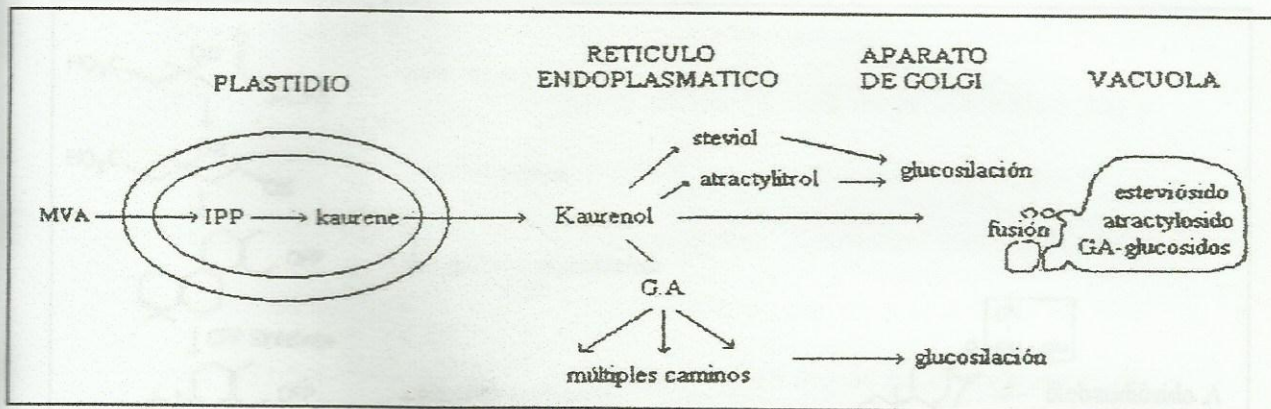 PLASTIDIO
RETICULO
ENDOPLASMATICO
APARATO
DE GOLGI
VACUOLA
MVA
IPP
kaurene
Kaurenol
steviol
atractylitrol
glucosilación
fusión
esteviósido
atractylosido
GA-glucosidos
G.A
múltiples caminos
glucosilación